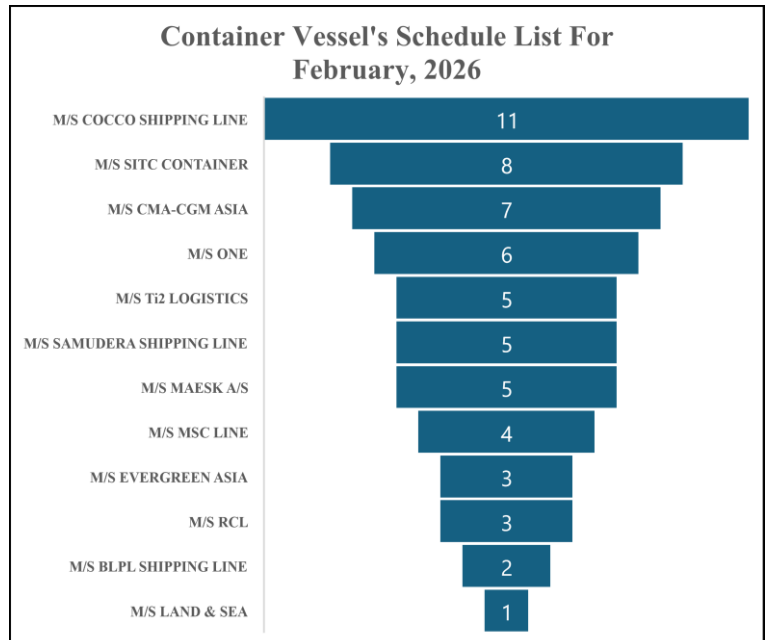 Container Vessel's Schedule List For
February, 2026
M/S COCCO SHIPPING LINE 11
M/S SITC CONTAINER 8
M/S CMA-CGM ASIA 7
M/S ONE 6
M/S Ti2 LOGISTICS 5
M/S SAMUDERA SHIPPING LINE 5
M/S MAESK A/S 5
M/S MSC LINE 4
M/S EVERGREEN ASIA 3
M/S RCL 3
M/S BLPL SHIPPING LINE 2
M/S LAND & SEA 1